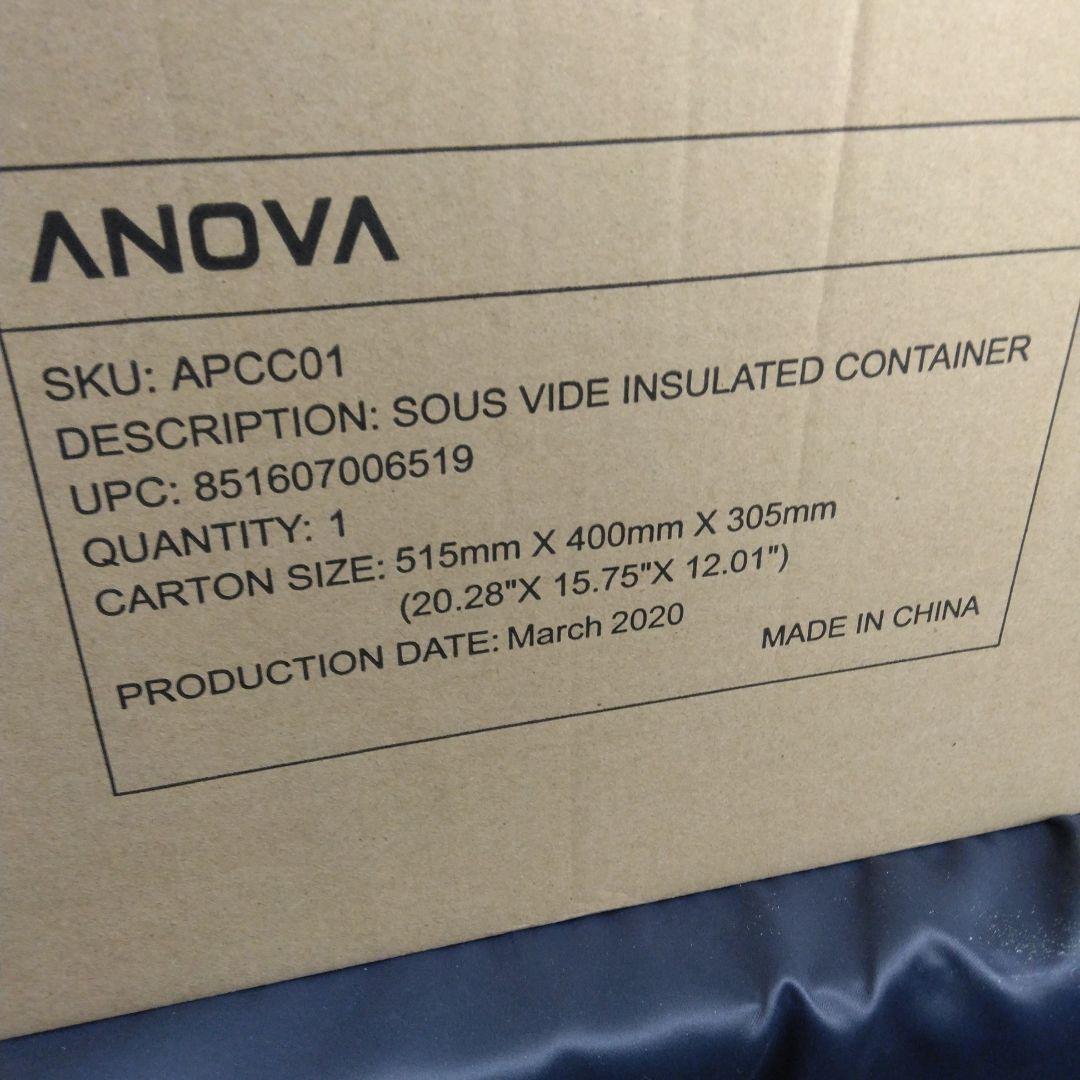 ANOVA
SKU: APCC01
DESCRIPTION: SOUS VIDE INSULATED CONTAINER
UPC: 851607006519
QUANTITY: 1
CARTON SIZE: 515mm X 400mm X 305mm
(20.28"X 15.75"X 12.01")
PRODUCTION DATE: March 2020
MADE IN CHINA